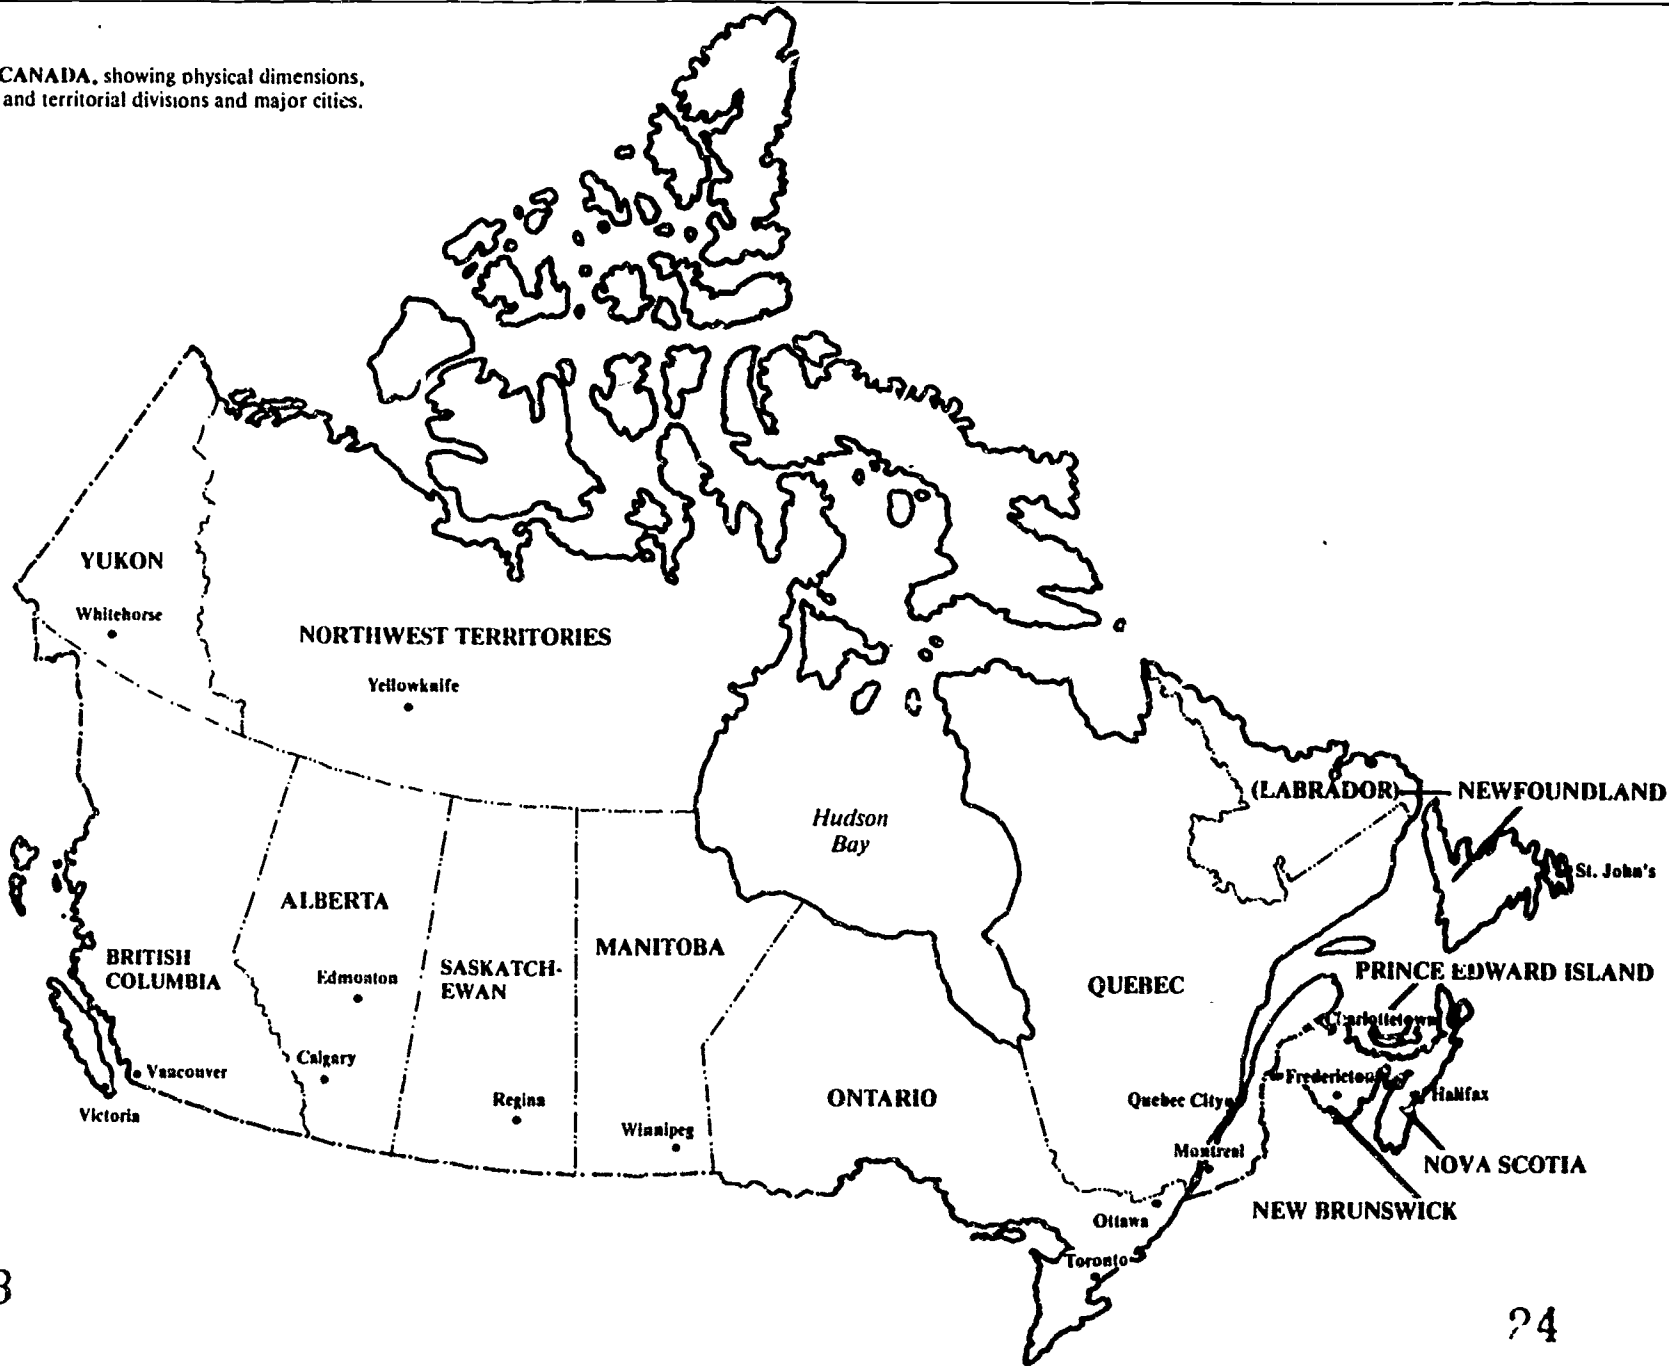 CANADA, showing physical dimensions,
and territorial divisions and major cities.
YUKON
Whitehorse
NORTHWEST TERRITORIES
Yellowknife
(LABRADOR)
NEWFOUNDLAND
Hudson
Bay
St. John's
ALBERTA
BRITISH
COLUMBIA
Edmonton
SASKATCH-
EWAN
MANITOBA
QUEBEC
PRINCE EDWARD ISLAND
Charlottetown
Calgary
Vancouver
Victoria
Regina
Winnipeg
ONTARIO
Fredericton
Quebec City
Halifax
Montreal
NOVA SCOTIA
Ottawa
NEW BRUNSWICK
Toronto
3
24